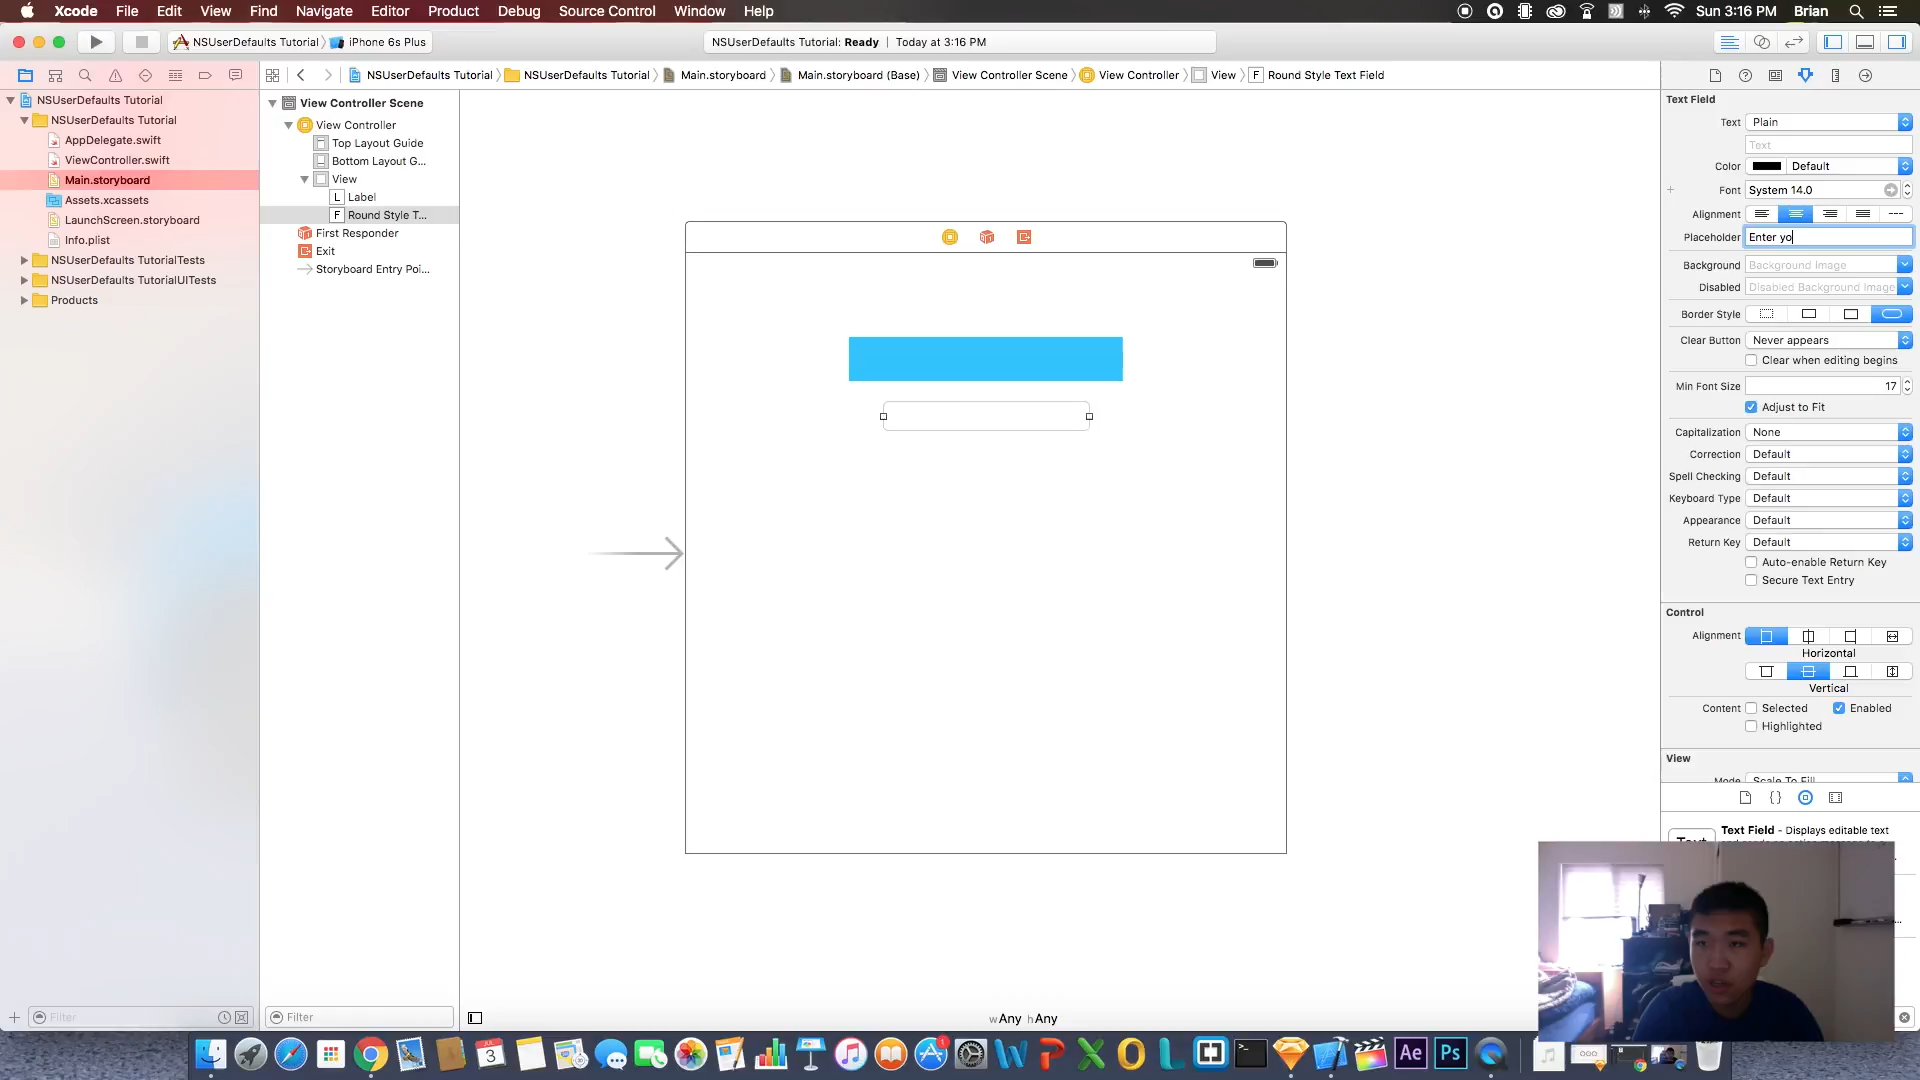 Xcode File Edit View Find Navigate Editor Product Debug Source Control Window Help Sun 3:16 PM Brian
NSUserDefaults Tutorial iPhone 6s Plus NSUserDefaults Tutorial: Ready Today at 3:16 PM
NSUserDefaults Tutorial NSUserDefaults Tutorial Main.storyboard Main.storyboard (Base) View Controller Scene View Controller View F Round Style Text Field
NSUserDefaults Tutorial
NSUserDefaults Tutorial
AppDelegate.swift
ViewController.swift
Main.storyboard
Assets.xcassets
LaunchScreen.storyboard
Info.plist
NSUserDefaults TutorialTests
NSUserDefaults TutorialUITests
Products
View Controller Scene
View Controller
Top Layout Guide
Bottom Layout G...
View
L Label
F Round Style T...
First Responder
Exit
Storyboard Entry Poi...
Text Field
Text Plain
Text
Color Default
Font System 14.0
Alignment
Placeholder Enter yo
Background Background Image
Disabled Disabled Background Image
Border Style
Clear Button Never appears
Clear when editing begins
Min Font Size 17
Adjust to Fit
Capitalization None
Correction Default
Spell Checking Default
Keyboard Type Default
Appearance Default
Return Key Default
Auto-enable Return Key
Secure Text Entry
Control
Alignment
Horizontal
Vertical
Content Selected Enabled
Highlighted
View
Mode Scale To Fill
Text Field - Displays editable text
Filter
Filter
wAny hAny
JUL
3
Ae
Ps